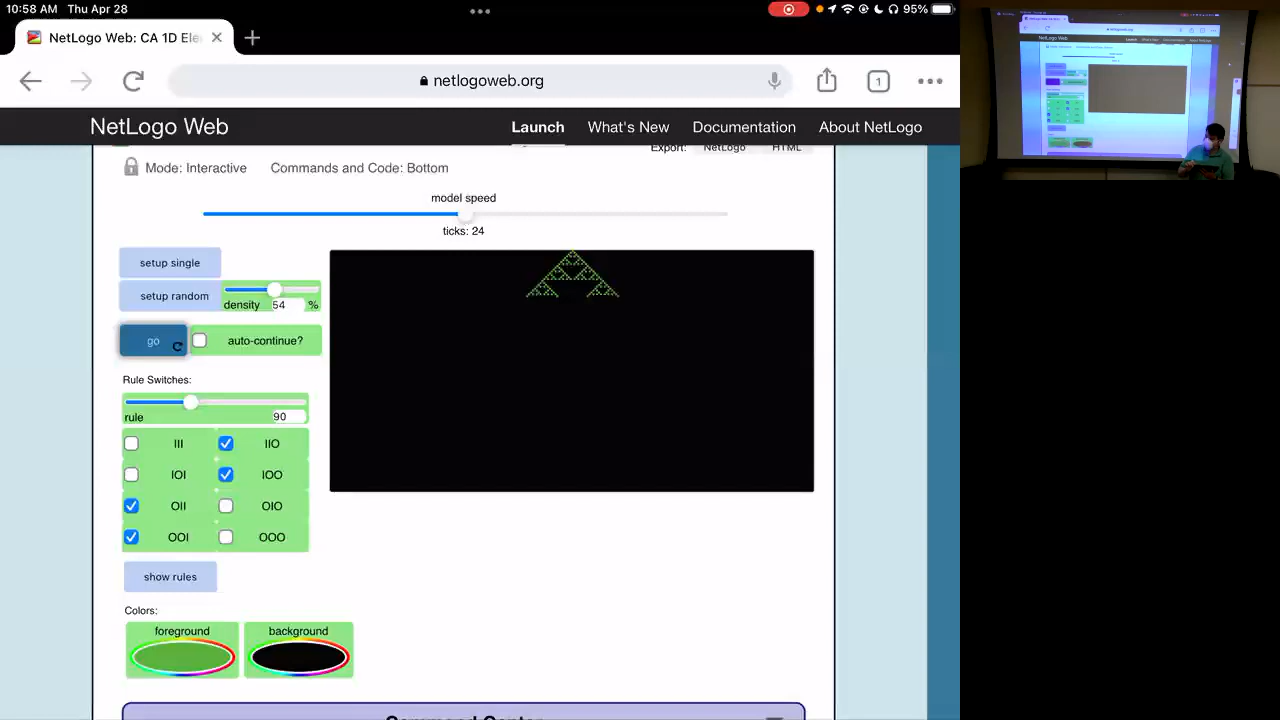 10:58 AM Thu Apr 28
95%
NetLogo Web: CA 1D Ele
netlogoweb.org
1
NetLogo Web
Launch
What's New
Documentation
About NetLogo
Export: NetLogo HTML
Mode: Interactive
Commands and Code: Bottom
model speed
ticks: 24
setup single
setup random
density 54 %
go
auto-continue?
Rule Switches:
rule 90
III IIO
IOI IOO
OII OIO
OOI OOO
show rules
Colors:
foreground
background
Command Center